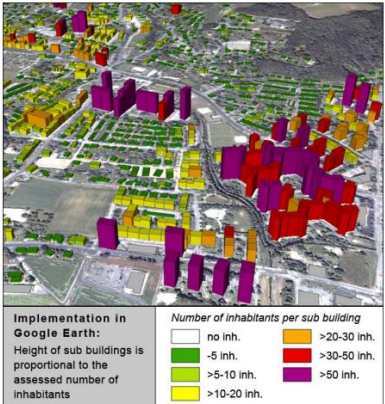 Implementation in
Google Earth:
Height of sub buildings is
proportional to the
assessed number of
inhabitants
Number of inhabitants per sub building
no inh.
-5 inh.
>5-10 inh.
>10-20 inh.
>20-30 inh.
>30-50 inh.
>50 inh.